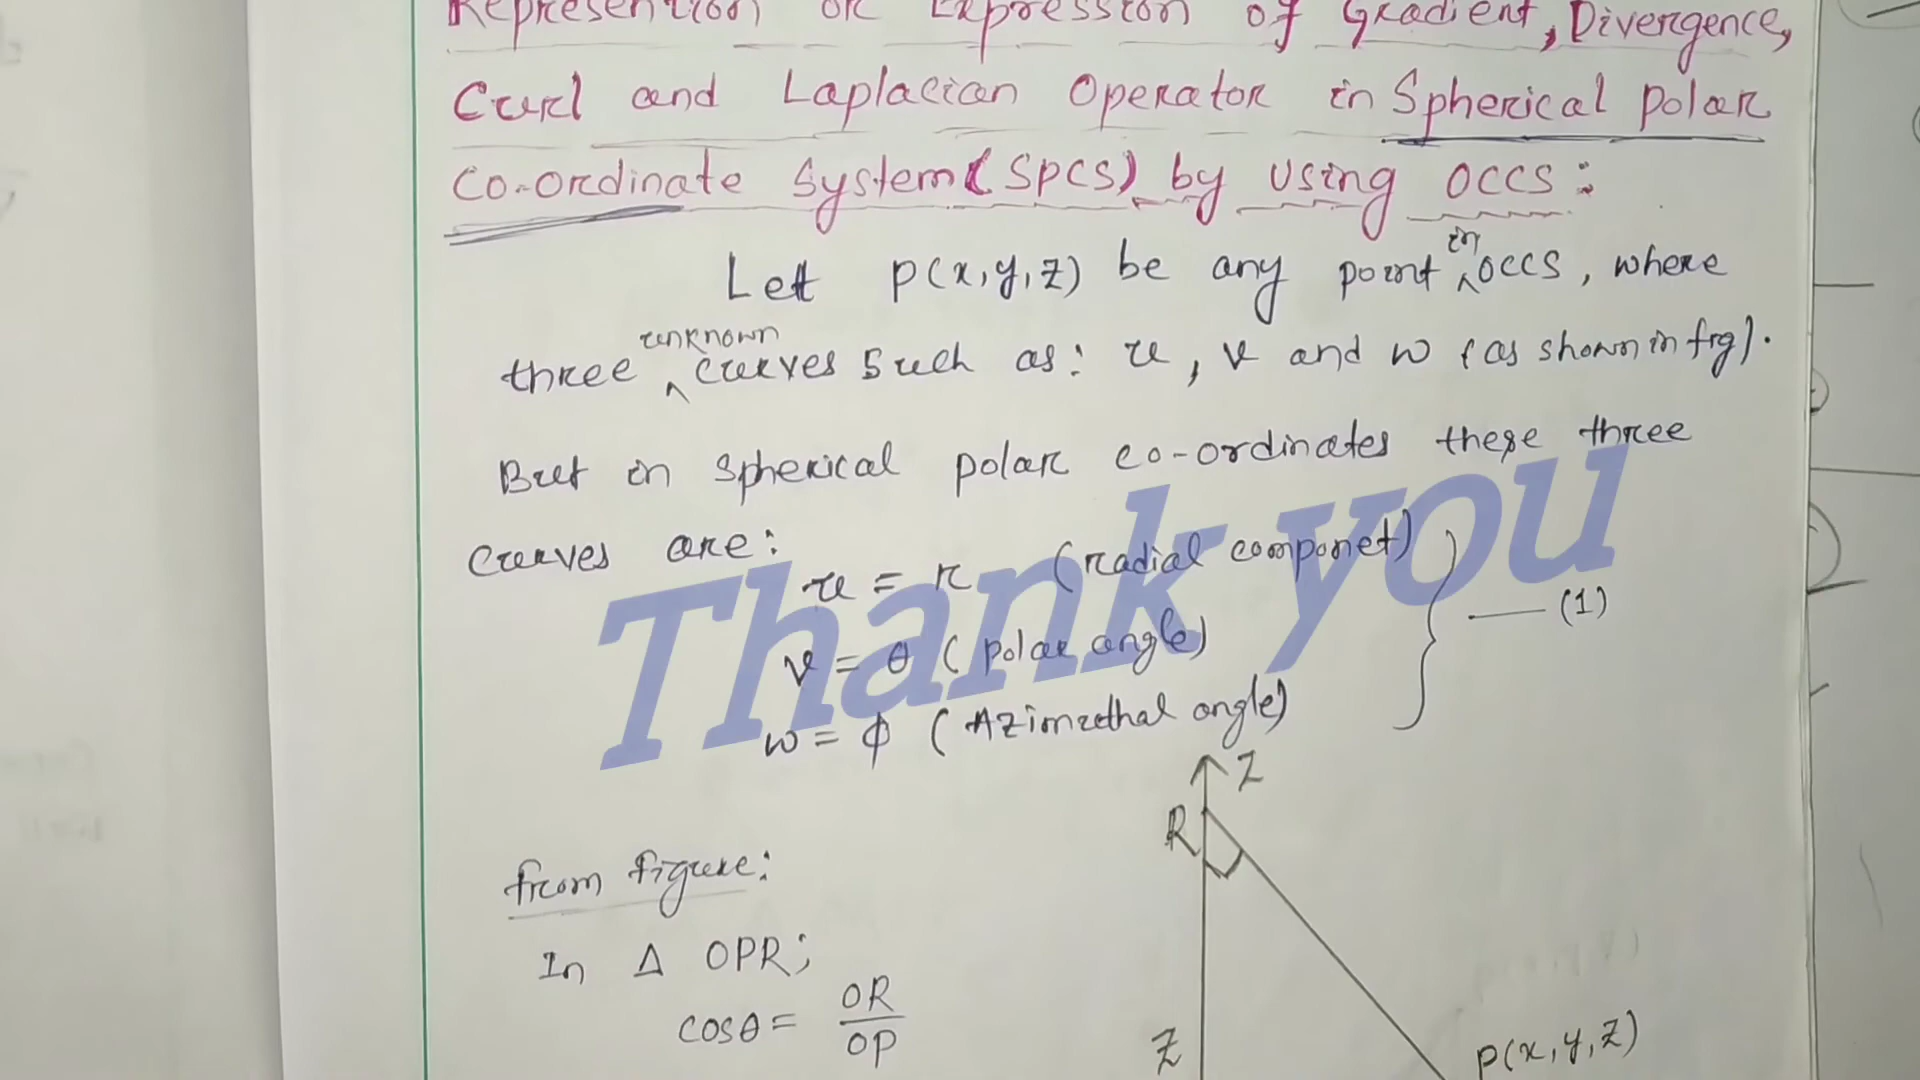 Represention or Expression of Gradient, Divergence,
Curl and Laplacian Operator in Spherical polar
Co-ordinate System (SPCS) by using OCCS:
Let P(x,y,z) be any point in OCCS, where
three unknown curves such as: u, v and w (as shown in fig).
But in spherical polar co-ordinates these three
curves are:
u = r (radial componet)
v = θ (polar angle)
w = φ (Azimuthal angle)
(1)
Thank you
Z
R
from figure:
In Δ OPR;
cosθ = OR
OP
Z
P(x,y,z)